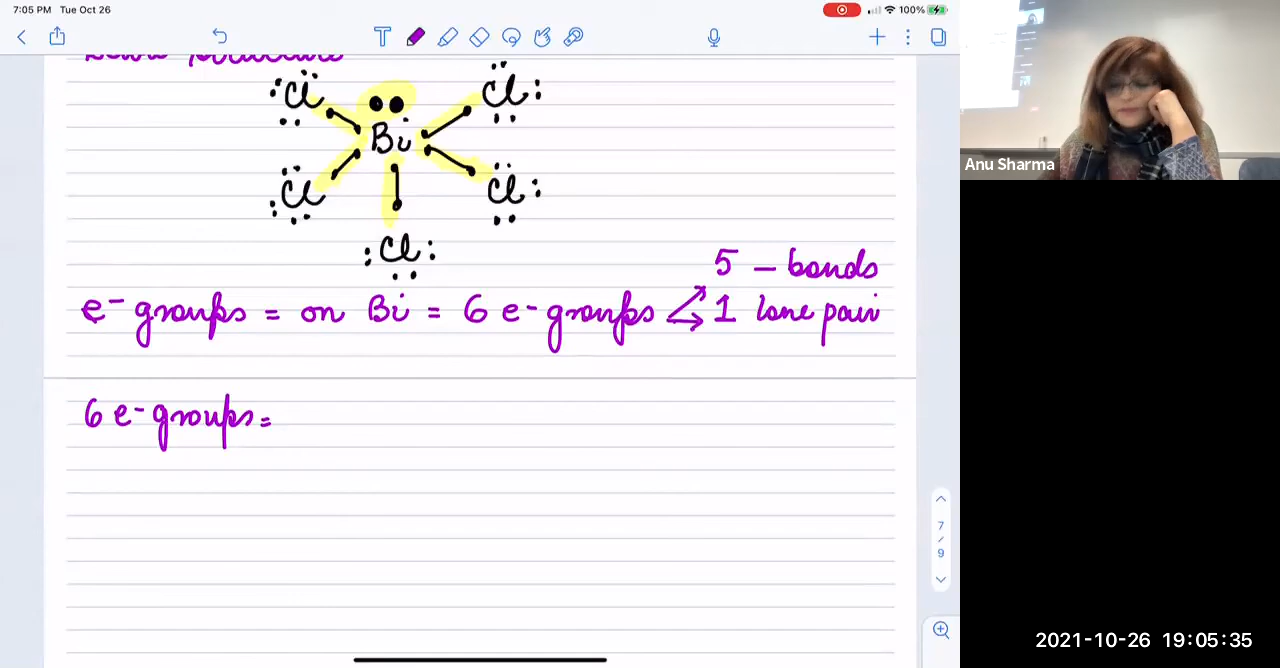 7:05 PM Tue Oct 26
100%
:Cl
Bi
Cl:
:Cl
Cl:
:Cl:
5 - bonds
e- groups = on Bi = 6 e- groups 1 lone pair
6 e- groups =
7
/
9
Anu Sharma
2021-10-26 19:05:35